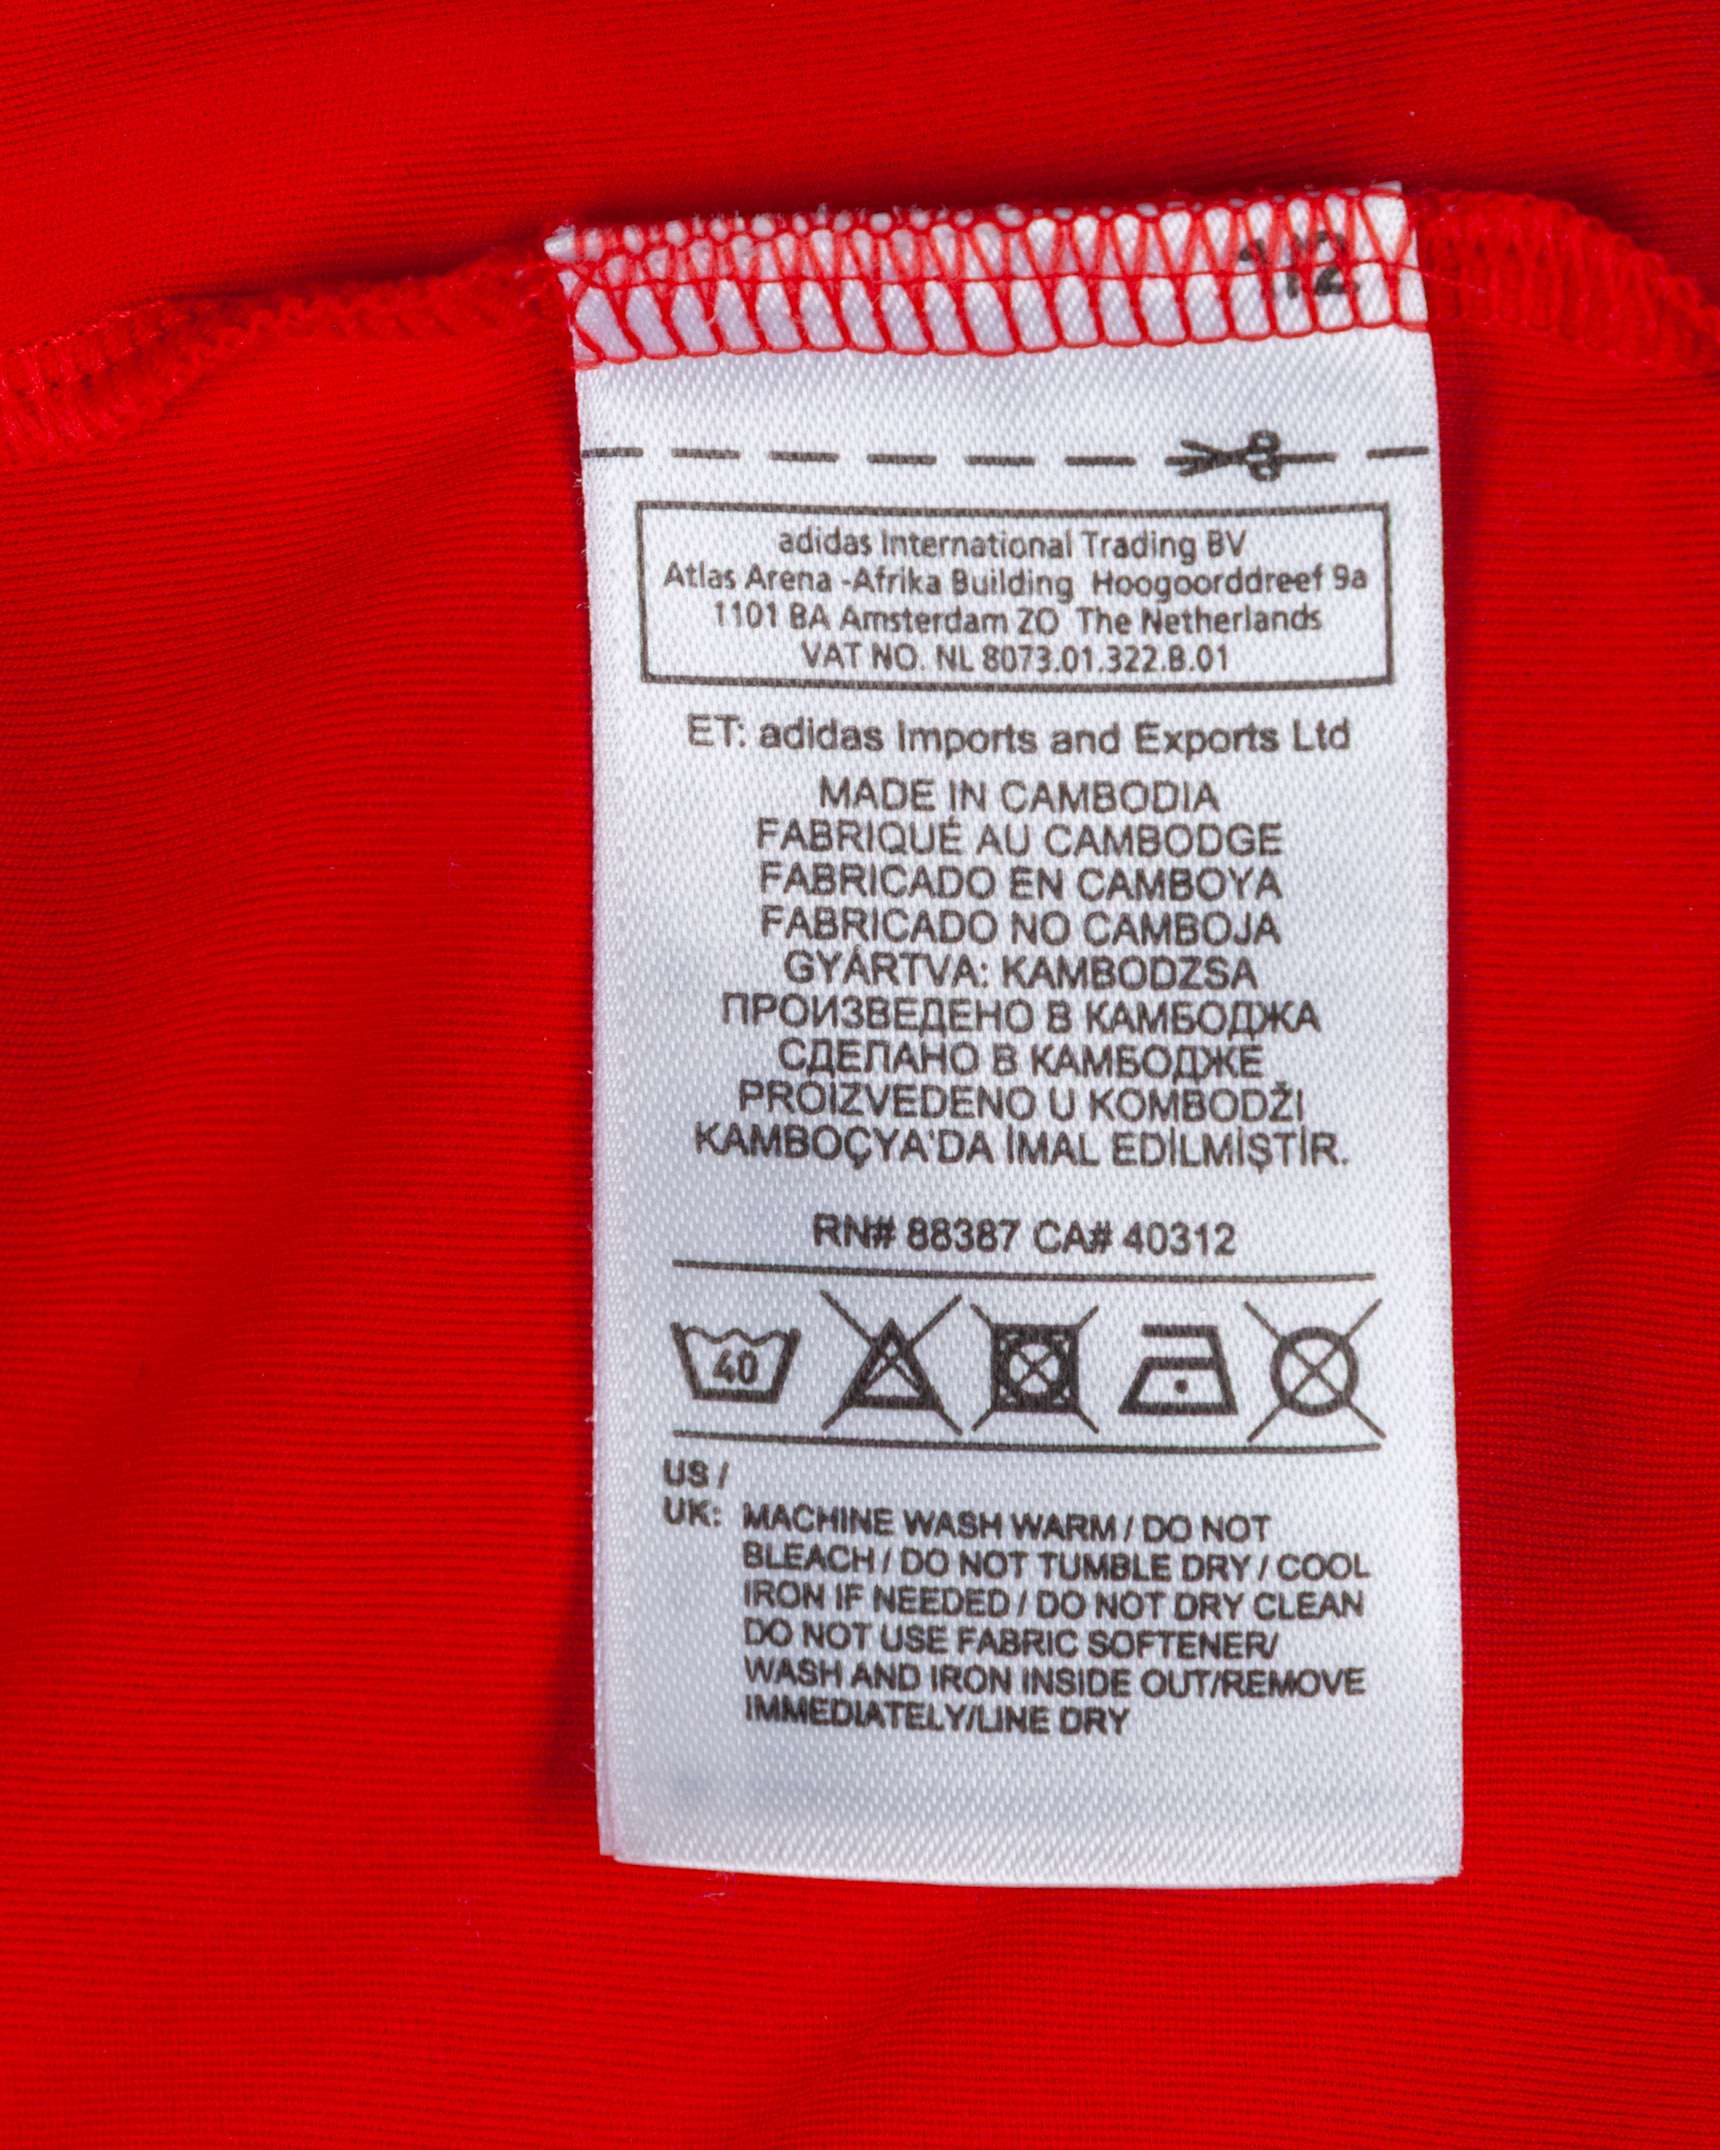 1/2
adidas International Trading BV
Atlas Arena -Afrika Building Hoogoorddreef 9a
1101 BA Amsterdam ZO The Netherlands
VAT NO. NL 8073.01.322.B.01
ET: adidas Imports and Exports Ltd
MADE IN CAMBODIA
FABRIQUÉ AU CAMBODGE
FABRICADO EN CAMBOYA
FABRICADO NO CAMBOJA
GYÁRTVA: KAMBODZSA
ПРОИЗВЕДЕНО В КАМБОДЖА
СДЕЛАНО В КАМБОДЖЕ
PROIZVEDENO U KOMBODŽI
KAMBOÇYA'DA İMAL EDİLMİŞTİR.
RN# 88387 CA# 40312
40
US /
UK: MACHINE WASH WARM / DO NOT
BLEACH / DO NOT TUMBLE DRY / COOL
IRON IF NEEDED / DO NOT DRY CLEAN
DO NOT USE FABRIC SOFTENER/
WASH AND IRON INSIDE OUT/REMOVE
IMMEDIATELY/LINE DRY